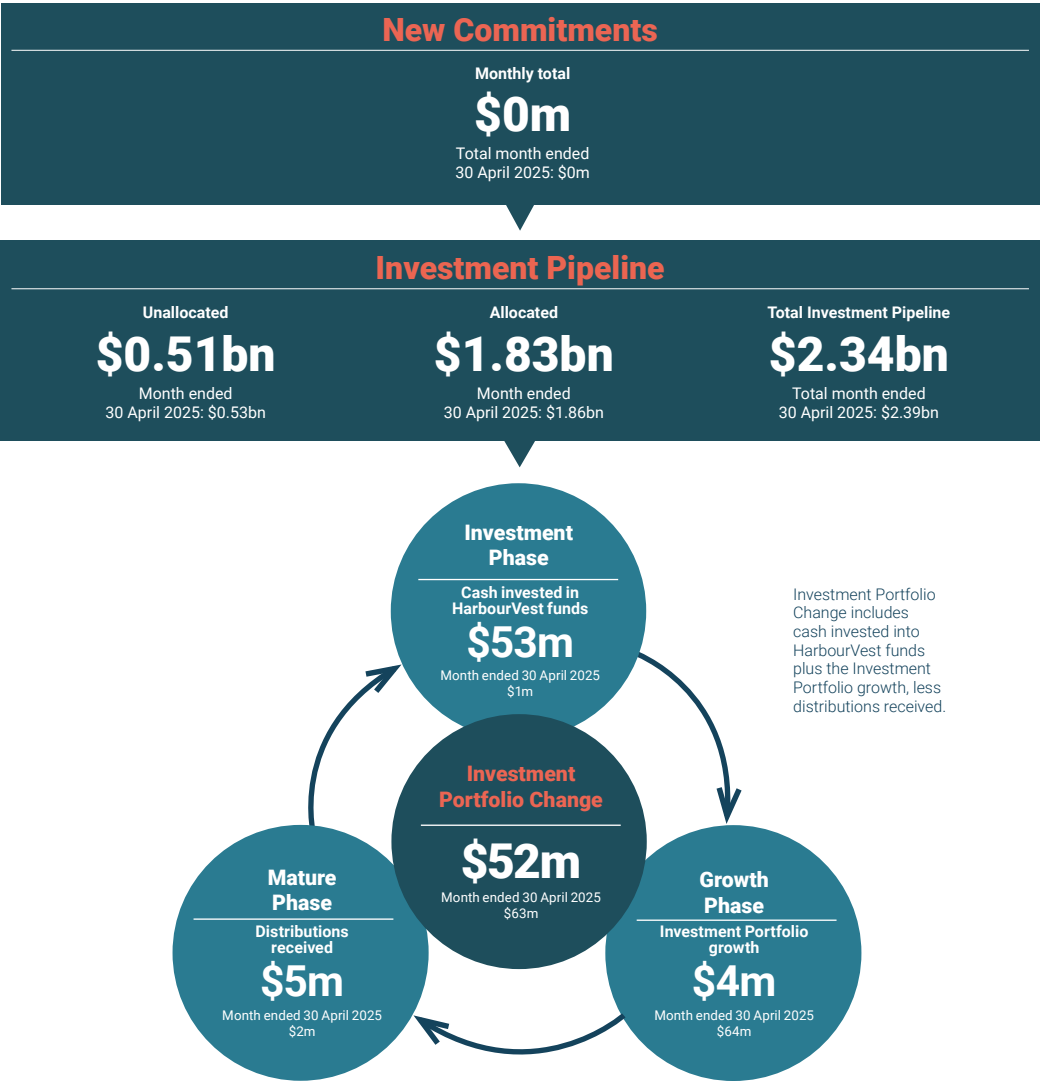 New Commitments
Monthly total
$0m
Total month ended
30 April 2025: $0m
Investment Pipeline
Unallocated
$0.51bn
Month ended
30 April 2025: $0.53bn
Allocated
$1.83bn
Month ended
30 April 2025: $1.86bn
Total Investment Pipeline
$2.34bn
Total month ended
30 April 2025: $2.39bn
Investment
Phase
Cash invested in
HarbourVest funds
$53m
Month ended 30 April 2025
$1m
Investment Portfolio
Change includes
cash invested into
HarbourVest funds
plus the Investment
Portfolio growth, less
distributions received.
Investment
Portfolio Change
$52m
Month ended 30 April 2025
$63m
Mature
Phase
Distributions
received
$5m
Month ended 30 April 2025
$2m
Growth
Phase
Investment Portfolio
growth
$4m
Month ended 30 April 2025
$64m